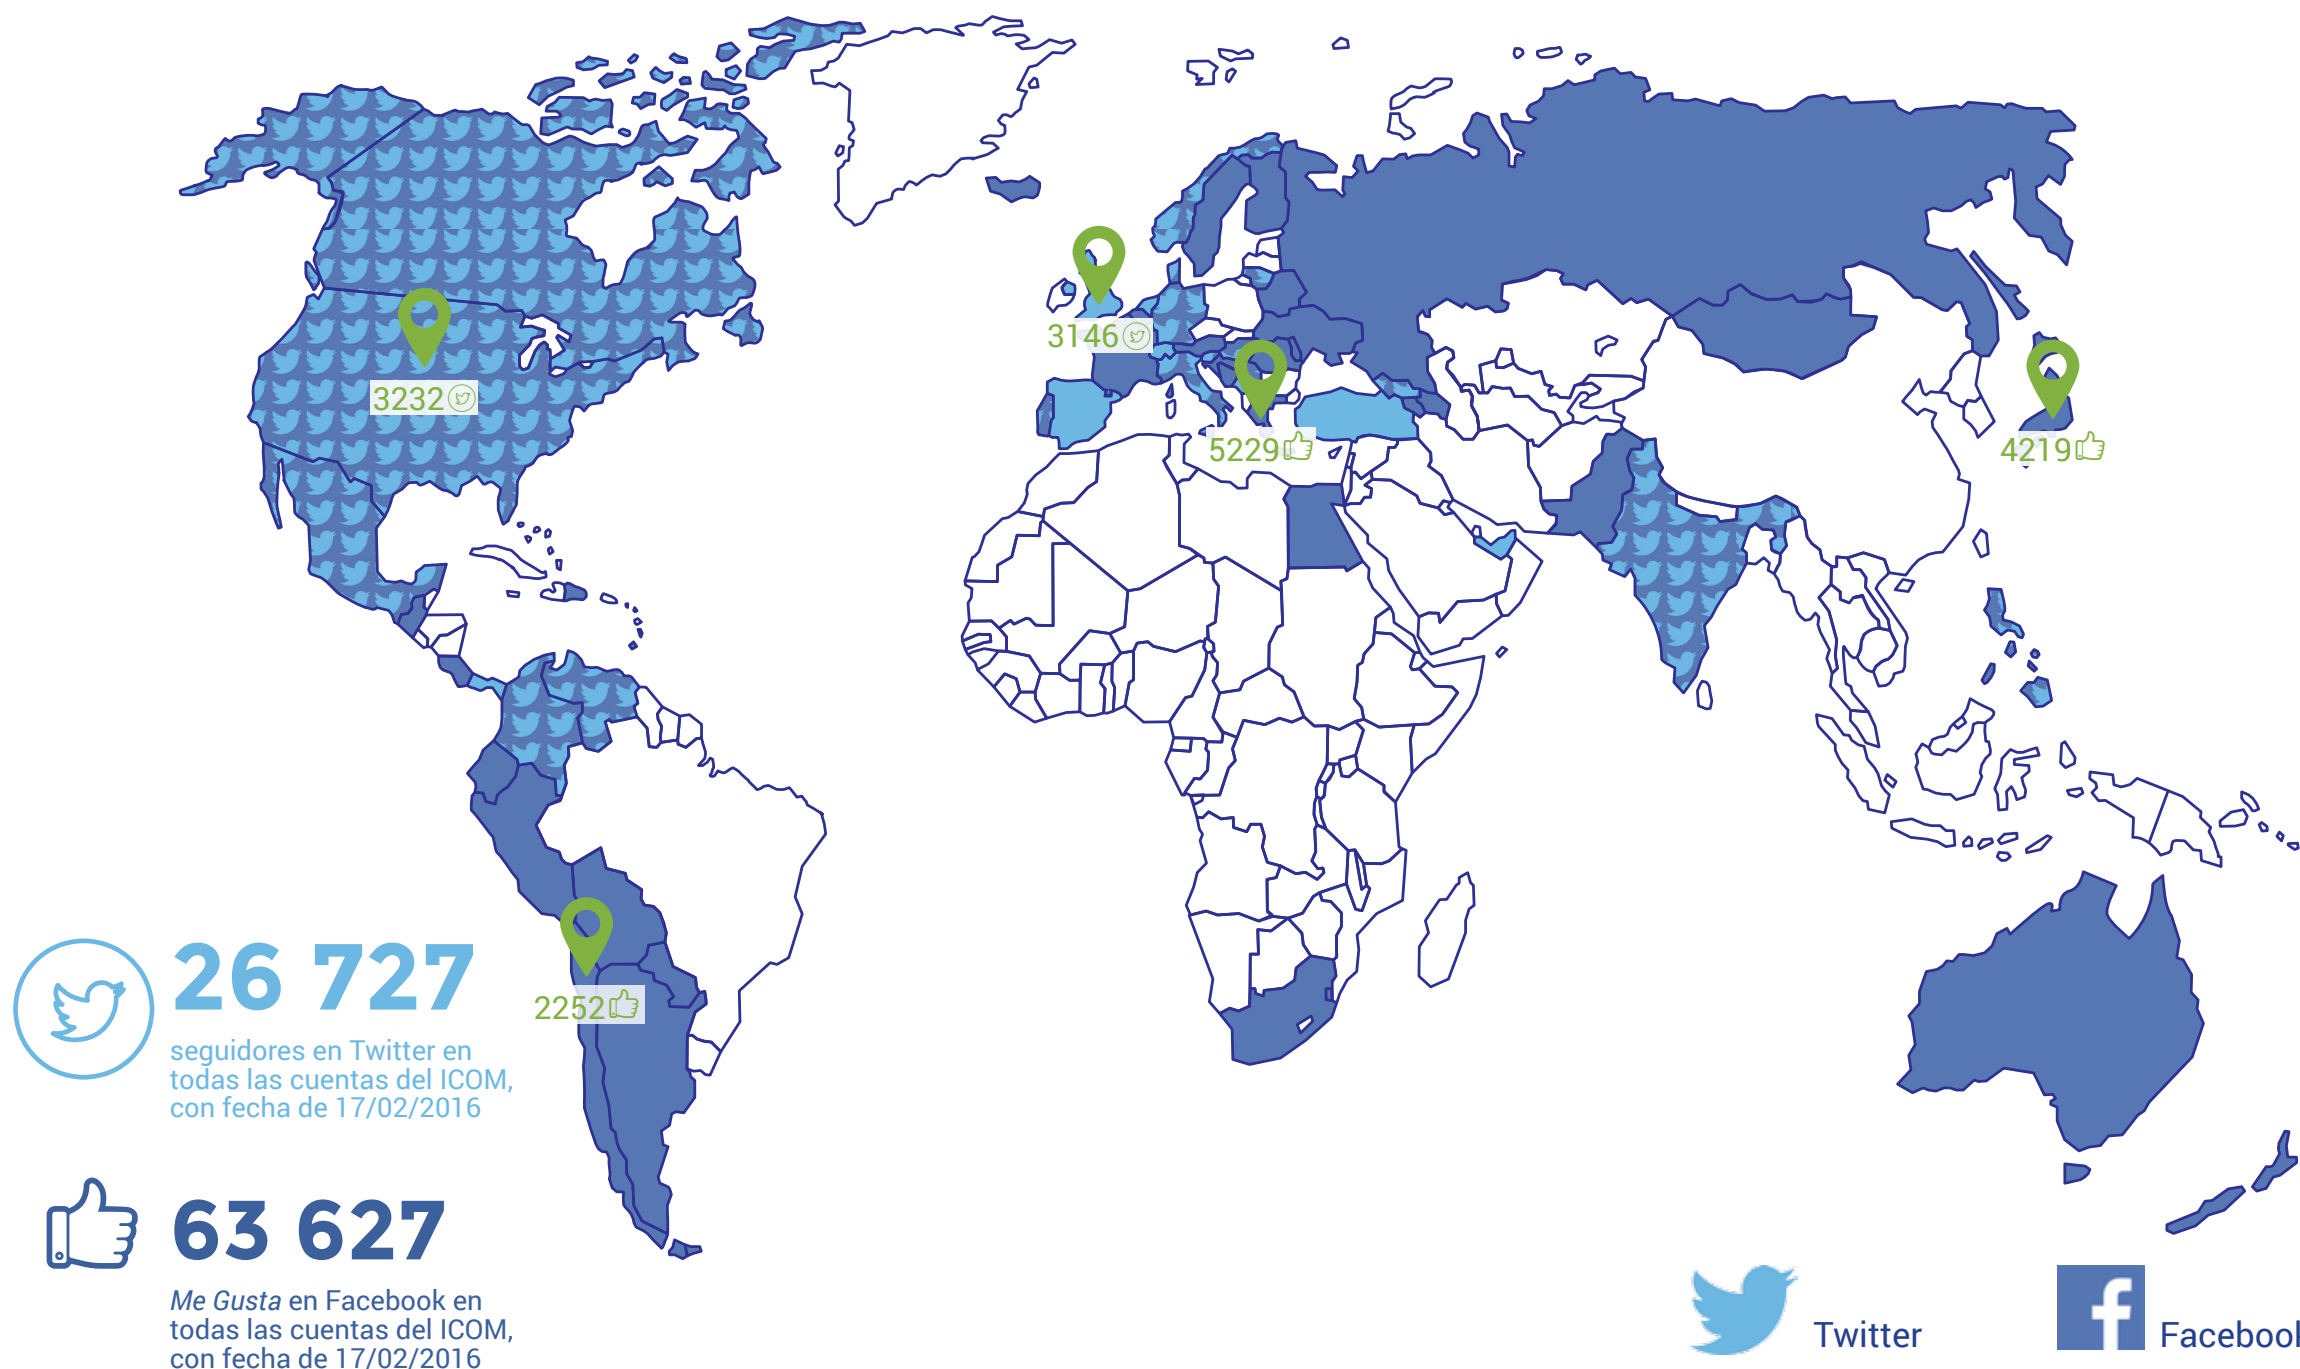 3146
3232
5229
4219
2252
26 727
seguidores en Twitter en
todas las cuentas del ICOM,
con fecha de 17/02/2016
63 627
Me Gusta en Facebook en
todas las cuentas del ICOM,
con fecha de 17/02/2016
Twitter
f Facebook